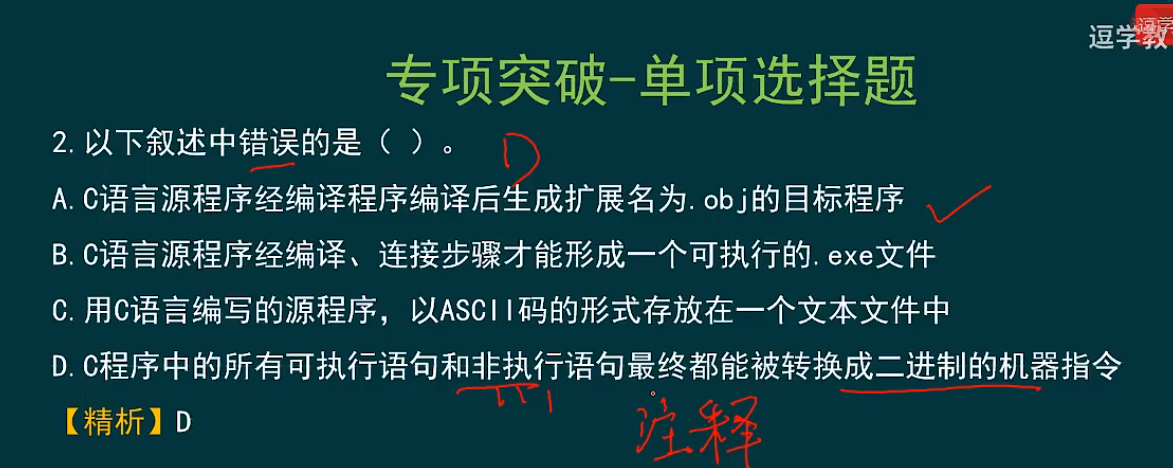 逗学
逗学教
专项突破-单项选择题
2.以下叙述中错误的是（ ）。
D
A.C语言源程序经编译程序编译后生成扩展名为.obj的目标程序
B.C语言源程序经编译、连接步骤才能形成一个可执行的.exe文件
C.用C语言编写的源程序，以ASCII码的形式存放在一个文本文件中
D.C程序中的所有可执行语句和非执行语句最终都能被转换成二进制的机器指令
【精析】D
注释